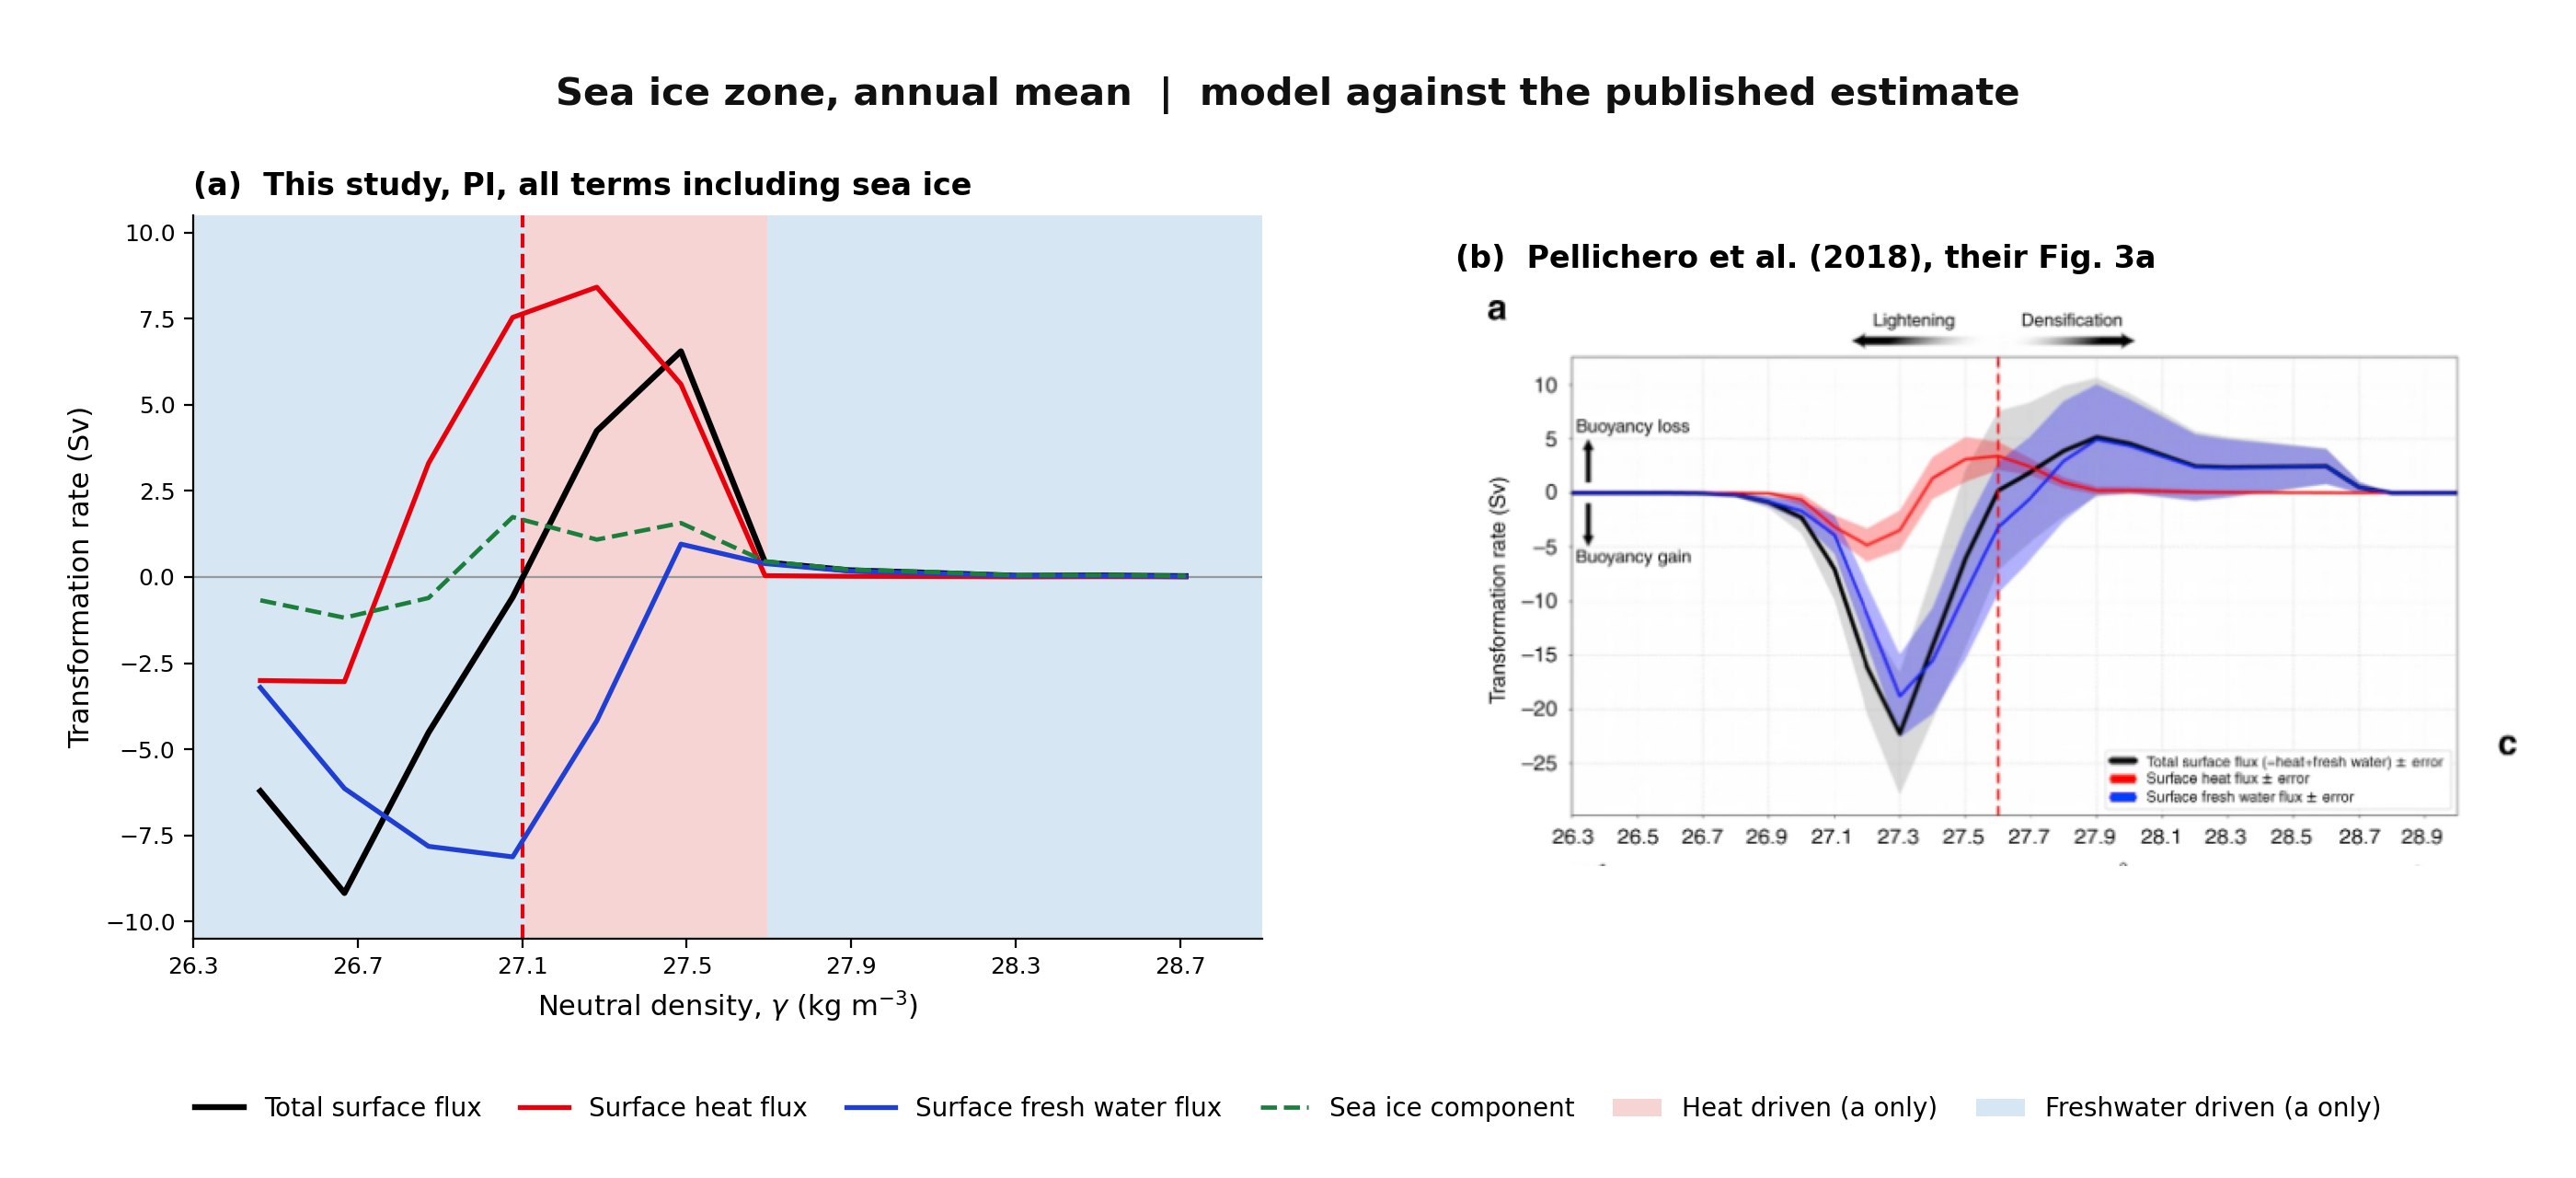 Sea ice zone, annual mean | model against the published estimate
(a) This study, PI, all terms including sea ice
10.0
7.5
5.0
2.5
0.0
−2.5
−5.0
−7.5
−10.0
Transformation rate (Sv)
26.3 26.7 27.1 27.5 27.9 28.3 28.7
Neutral density, γ (kg m⁻³)
(b) Pellichero et al. (2018), their Fig. 3a
a
Lightening Densification
10
5
0
−5
−10
−15
−20
−25
Transformation rate (Sv)
Buoyancy loss
Buoyancy gain
Total surface flux (=heat+fresh water) ± error
Surface heat flux ± error
Surface fresh water flux ± error
26.3 26.5 26.7 26.9 27.1 27.3 27.5 27.7 27.9 28.1 28.3 28.5 28.7 28.9
c
Total surface flux Surface heat flux Surface fresh water flux Sea ice component Heat driven (a only) Freshwater driven (a only)